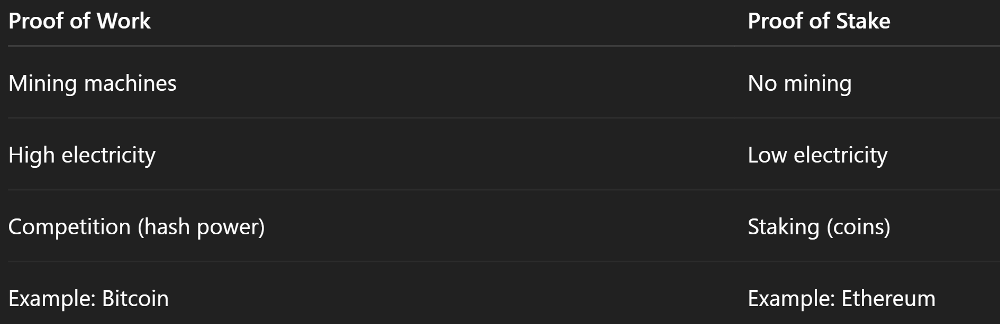 Proof of Work Proof of Stake
Mining machines No mining
High electricity Low electricity
Competition (hash power) Staking (coins)
Example: Bitcoin Example: Ethereum